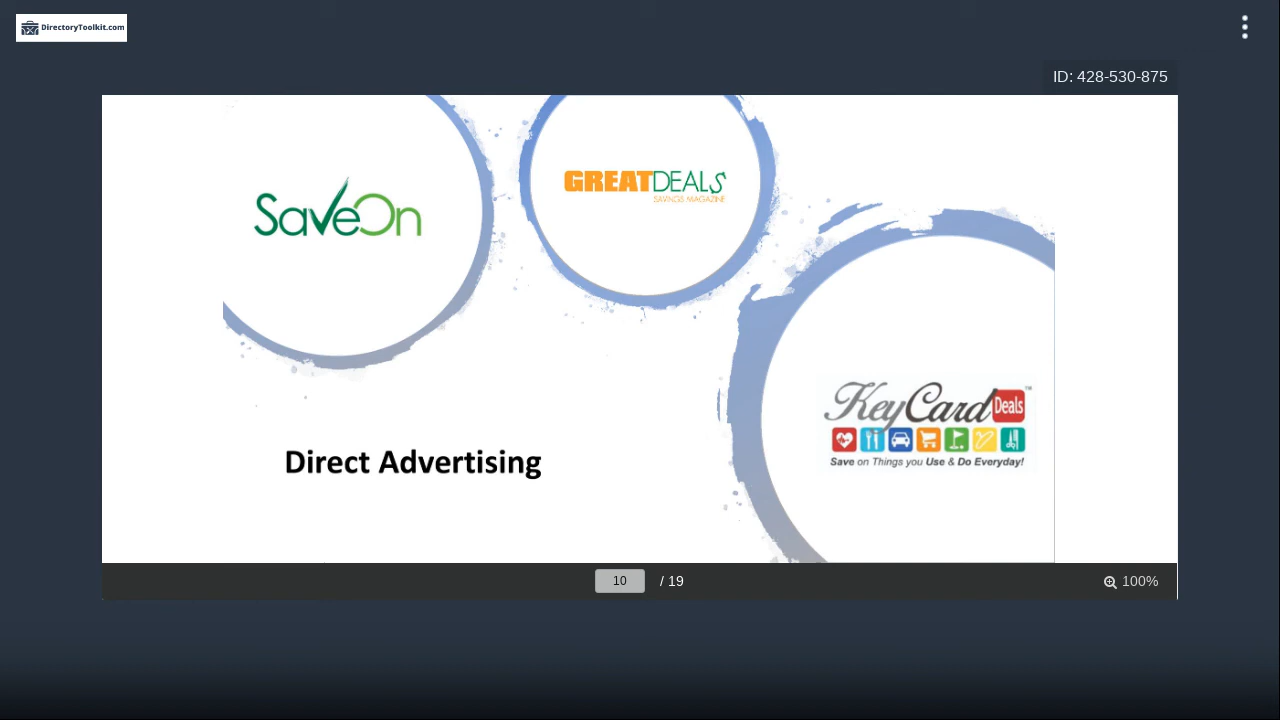 DirectoryToolkit.com
ID: 428-530-875
SaveOn
GREATDEALS
SAVINGS MAGAZINE
KeyCard Deals™
Save on Things you Use & Do Everyday!
Direct Advertising
10 / 19
100%